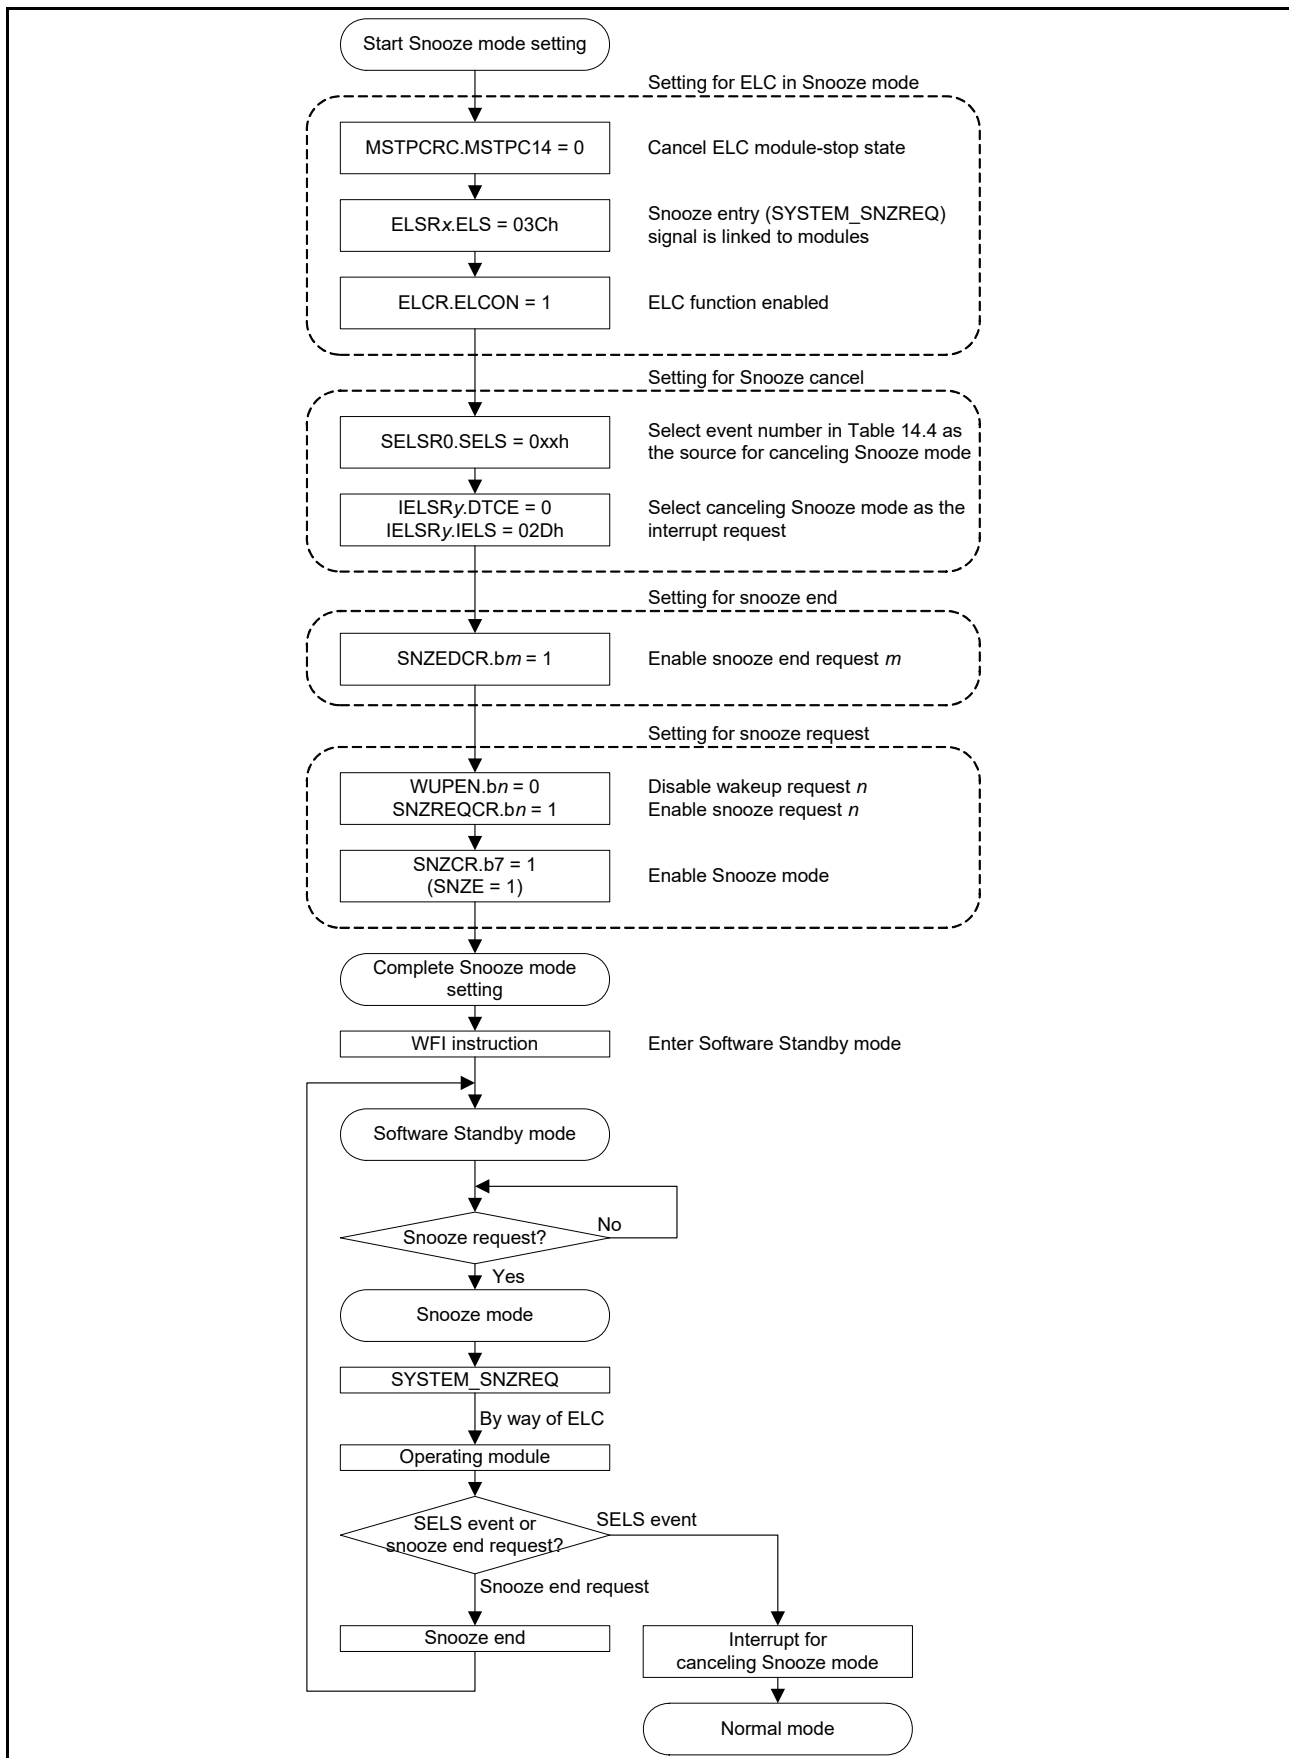 Start Snooze mode setting
Setting for ELC in Snooze mode
MSTPCRC.MSTPC14 = 0
Cancel ELC module-stop state
ELSRx.ELS = 03Ch
Snooze entry (SYSTEM_SNZREQ)
signal is linked to modules
ELCR.ELCON = 1
ELC function enabled
Setting for Snooze cancel
SELSR0.SELS = 0xxh
Select event number in Table 14.4 as
the source for canceling Snooze mode
IELSRy.DTCE = 0
IELSRy.IELS = 02Dh
Select canceling Snooze mode as the
interrupt request
Setting for snooze end
SNZEDCR.bm = 1
Enable snooze end request m
Setting for snooze request
WUPEN.bn = 0
SNZREQCR.bn = 1
Disable wakeup request n
Enable snooze request n
SNZCR.b7 = 1
(SNZE = 1)
Enable Snooze mode
Complete Snooze mode
setting
WFI instruction
Enter Software Standby mode
Software Standby mode
Snooze request?
No
Yes
Snooze mode
SYSTEM_SNZREQ
By way of ELC
Operating module
SELS event or
snooze end request?
SELS event
Snooze end request
Snooze end
Interrupt for
canceling Snooze mode
Normal mode